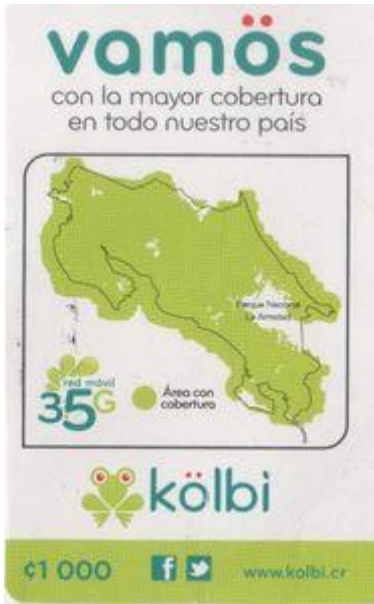 vamös
con la mayor cobertura
en todo nuestro país
Parque Nacional
La Amistad
red móvil
3.5G
Área con
cobertura
kölbi
¢1 000
www.kolbi.cr